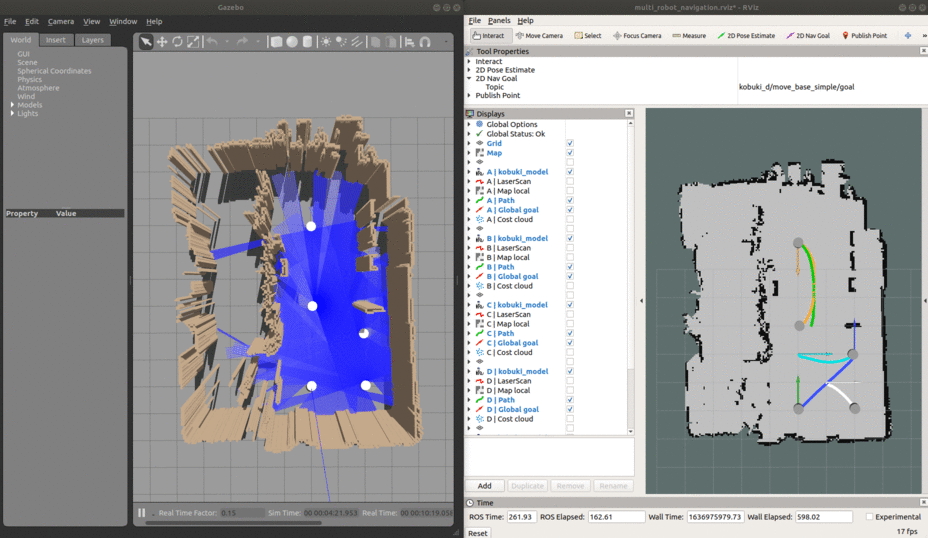 Gazebo
File Edit Camera View Window Help
World Insert Layers
GUI
Scene
Spherical Coordinates
Physics
Atmosphere
Wind
Models
Lights
Property Value
Real Time Factor: 0.15 Sim Time: 00 00:04:21.953 Real Time: 00 00:10:19.058
multi_robot_navigation.rviz* - RViz
File Panels Help
Interact Move Camera Select Focus Camera Measure 2D Pose Estimate 2D Nav Goal Publish Point
Tool Properties
Interact
2D Pose Estimate
2D Nav Goal
Topic kobuki_d/move_base_simple/goal
Publish Point
Displays
Global Options
Global Status: Ok
Grid
Map
A | kobuki_model
A | LaserScan
A | Map local
A | Path
A | Global goal
A | Cost cloud
B | kobuki_model
B | LaserScan
B | Map local
B | Path
B | Global goal
B | Cost cloud
C | kobuki_model
C | LaserScan
C | Map local
C | Path
C | Global goal
C | Cost cloud
D | kobuki_model
D | LaserScan
D | Map local
D | Path
D | Global goal
D | Cost cloud
Add Duplicate Remove Rename
Time
ROS Time: 261.93 ROS Elapsed: 162.61 Wall Time: 1636975979.73 Wall Elapsed: 598.02 Experimental
Reset 17 fps